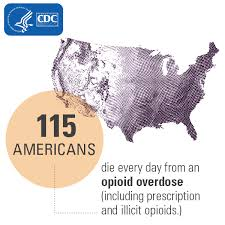 CDC
115
AMERICANS
die every day from an
opioid overdose
(including prescription
and illicit opioids.)